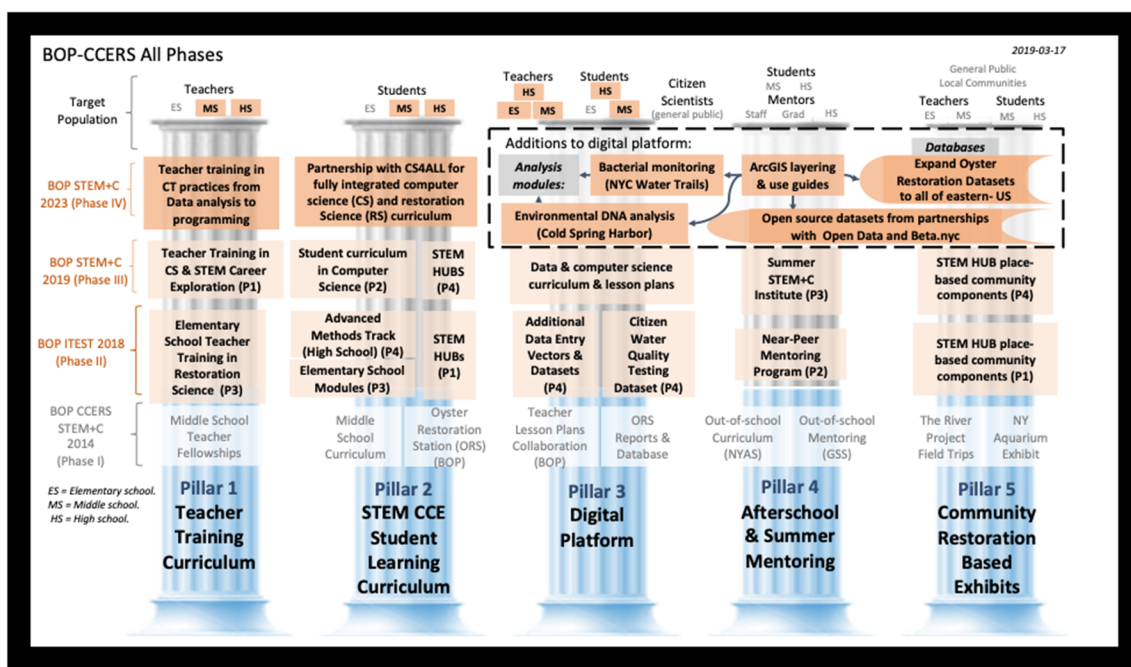 BOP-CCERS All Phases
2019-03-17
Target
Population
Teachers
ES MS HS
Students
ES MS HS
Teachers
HS
ES MS
Students
HS
ES MS
Citizen
Scientists
(general public)
Students
MS HS
Mentors
Staff Grad HS
General Public
Local Communities
Teachers
ES MS
Students
MS HS
BOP STEM+C
2023 (Phase IV)
Teacher training in
CT practices from
Data analysis to
programming
Partnership with CS4ALL for
fully integrated computer
science (CS) and restoration
Science (RS) curriculum
Additions to digital platform:
Analysis
modules:
Bacterial monitoring
(NYC Water Trails)
ArcGIS layering
& use guides
Databases
Expand Oyster
Restoration Datasets
to all of eastern- US
Environmental DNA analysis
(Cold Spring Harbor)
Open source datasets from partnerships
with Open Data and Beta.nyc
BOP STEM+C
2019 (Phase III)
Teacher Training in
CS & STEM Career
Exploration (P1)
Student curriculum
in Computer
Science (P2)
STEM
HUBS
(P4)
Data & computer science
curriculum & lesson plans
Summer
STEM+C
Institute (P3)
STEM HUB place-
based community
components (P4)
BOP ITEST 2018
(Phase II)
Elementary
School Teacher
Training in
Restoration
Science (P3)
Advanced
Methods Track
(High School) (P4)
Elementary School
Modules (P3)
STEM
HUBs
(P1)
Additional
Data Entry
Vectors &
Datasets
(P4)
Citizen
Water
Quality
Testing
Dataset (P4)
Near-Peer
Mentoring
Program (P2)
STEM HUB place-
based community
components (P1)
BOP CCERS
STEM+C
2014
(Phase I)
Middle School
Teacher
Fellowships
Middle
School
Curriculum
Oyster
Restoration
Station (ORS)
(BOP)
Teacher
Lesson Plans
Collaboration
(BOP)
ORS
Reports &
Database
Out-of-school
Curriculum
(NYAS)
Out-of-school
Mentoring
(GSS)
The River
Project
Field Trips
NY
Aquarium
Exhibit
ES = Elementary school.
MS = Middle school.
HS = High school.
Pillar 1
Teacher
Training
Curriculum
Pillar 2
STEM CCE
Student
Learning
Curriculum
Pillar 3
Digital
Platform
Pillar 4
Afterschool
& Summer
Mentoring
Pillar 5
Community
Restoration
Based
Exhibits